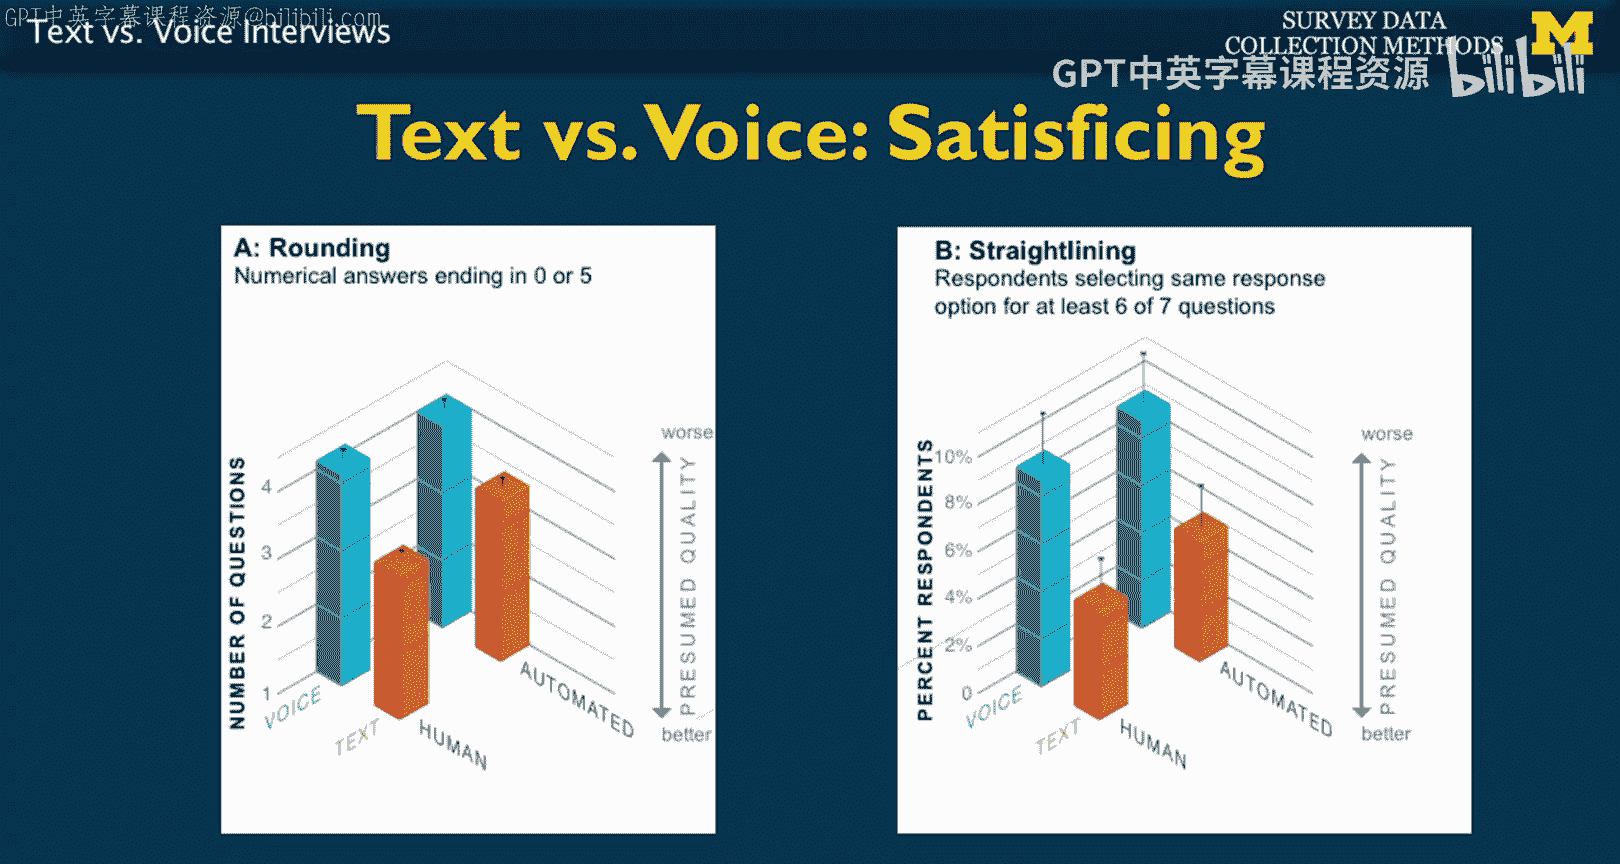 GPT中英字幕课程资源@bilibili.com
Text vs. Voice Interviews
SURVEY DATA
COLLECTION METHODS
M
GPT中英字幕课程资源 bilibili
Text vs. Voice: Satisficing
A: Rounding
Numerical answers ending in 0 or 5
NUMBER OF QUESTIONS
4
3
2
1
VOICE
TEXT
HUMAN
AUTOMATED
worse
PRESUMED QUALITY
better
B: Straightlining
Respondents selecting same response
option for at least 6 of 7 questions
PERCENT RESPONDENTS
10%
8%
6%
4%
2%
0
VOICE
TEXT
HUMAN
AUTOMATED
worse
PRESUMED QUALITY
better